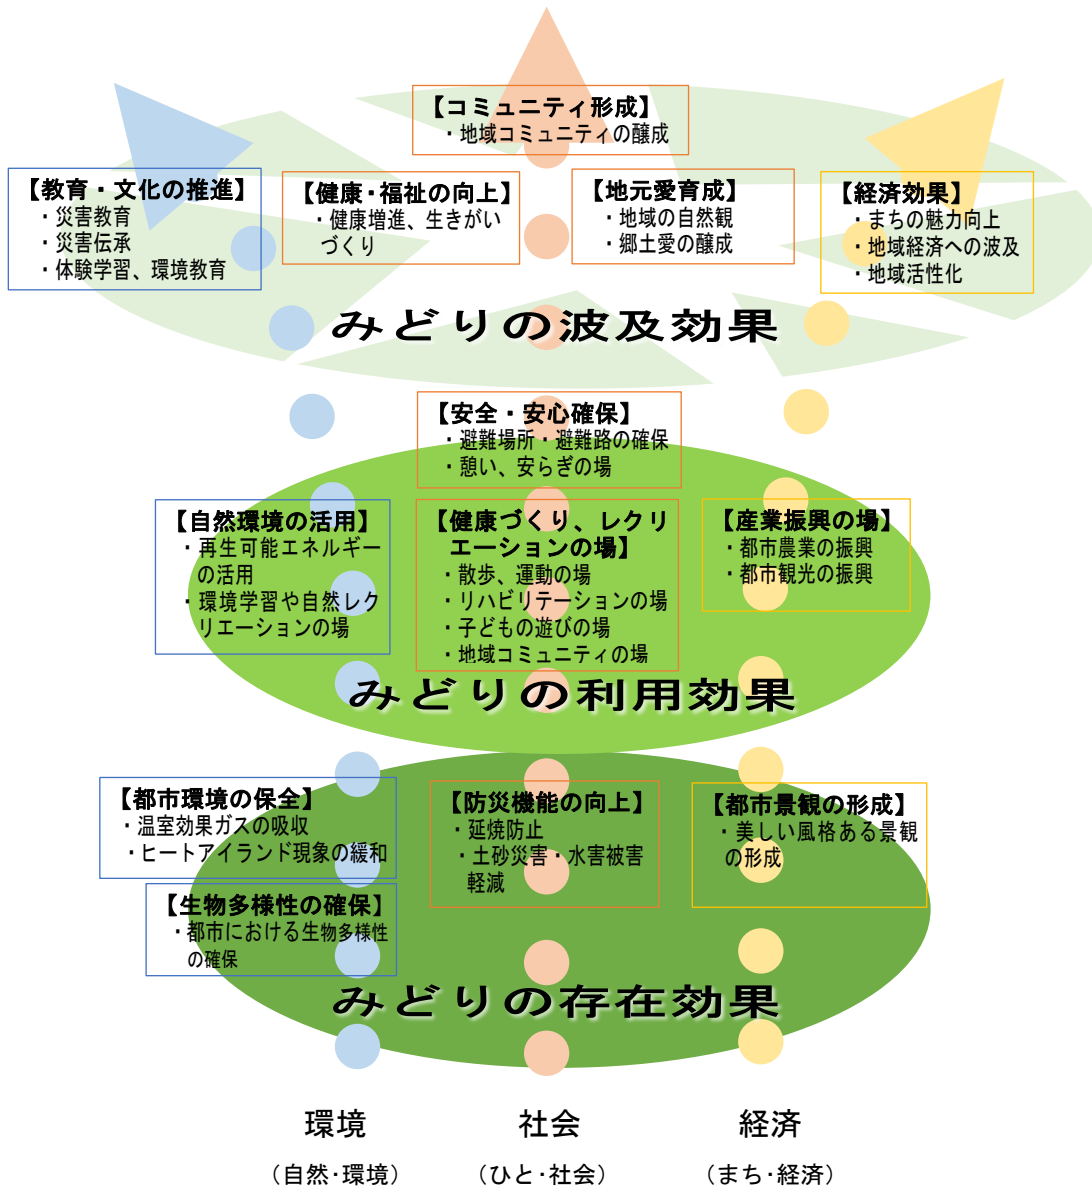 【コミュニティ形成】
・地域コミュニティの醸成
【教育・文化の推進】
・災害教育
・災害伝承
・体験学習、環境教育
【健康・福祉の向上】
・健康増進、生きがい
づくり
【地元愛育成】
・地域の自然観
・郷土愛の醸成
【経済効果】
・まちの魅力向上
・地域経済への波及
・地域活性化
みどりの波及効果
【安全・安心確保】
・避難場所・避難路の確保
・憩い、安らぎの場
【自然環境の活用】
・再生可能エネルギー
の活用
・環境学習や自然レク
リエーションの場
【健康づくり、レクリ
エーションの場】
・散歩、運動の場
・リハビリテーションの場
・子どもの遊びの場
・地域コミュニティの場
【産業振興の場】
・都市農業の振興
・都市観光の振興
みどりの利用効果
【都市環境の保全】
・温室効果ガスの吸収
・ヒートアイランド現象の緩和
【生物多様性の確保】
・都市における生物多様性
の確保
【防災機能の向上】
・延焼防止
・土砂災害・水害被害
軽減
【都市景観の形成】
・美しい風格ある景観
の形成
みどりの存在効果
環境
（自然・環境）
社会
（ひと・社会）
経済
（まち・経済）